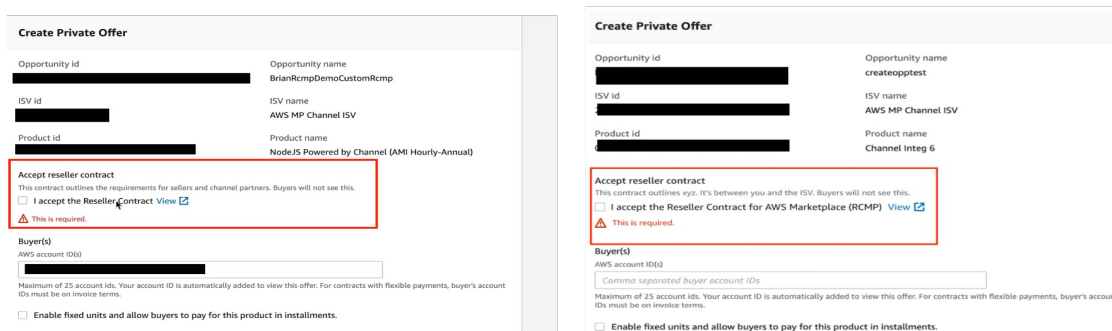 Create Private Offer
Opportunity id
Opportunity name
BrianRcmpDemoCustomRcmp
ISV id
ISV name
AWS MP Channel ISV
Product id
Product name
NodeJS Powered by Channel (AMI Hourly-Annual)
Accept reseller contract
This contract outlines the requirements for sellers and channel partners. Buyers will not see this.
I accept the Reseller Contract View
This is required.
Buyer(s)
AWS account ID(s)
Maximum of 25 account ids. Your account ID is automatically added to view this offer. For contracts with flexible payments, buyer's account
IDs must be on invoice terms.
Enable fixed units and allow buyers to pay for this product in installments.
Create Private Offer
Opportunity id
Opportunity name
createopptest
ISV id
ISV name
AWS MP Channel ISV
Product id
Product name
Channel Integ 6
Accept reseller contract
This contract outlines xyz. It's between you and the ISV. Buyers will not see this.
I accept the Reseller Contract for AWS Marketplace (RCMP) View
This is required.
Buyer(s)
AWS account ID(s)
Comma separated buyer account IDs
Maximum of 25 account ids. Your account ID is automatically added to view this offer. For contracts with flexible payments, buyer's accou
IDs must be on invoice terms.
Enable fixed units and allow buyers to pay for this product in installments.